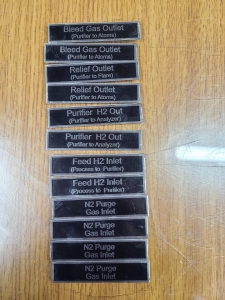 Bleed Gas Outlet
(Purifier to Atoms)
Bleed Gas Outlet
(Purifier to Atoms)
Relief Outlet
(Purifier to Flare)
Relief Outlet
(Purifier to Atoms)
Purifier H2 Out
(Purifier to Analyzer)
Purifier H2 Out
(Purifier to Analyzer)
Feed H2 Inlet
(Process to Purifier)
Feed H2 Inlet
(Process to Purifier)
N2 Purge
Gas Inlet
N2 Purge
Gas Inlet
N2 Purge
Gas Inlet
N2 Purge
Gas Inlet